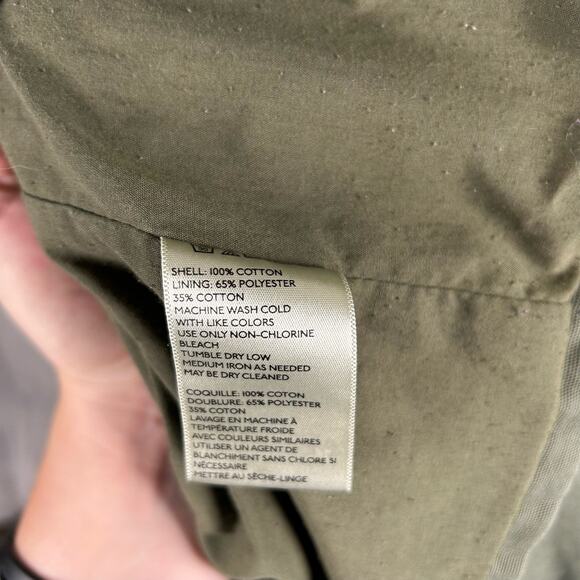 SHELL: 100% COTTON
LINING: 65% POLYESTER
35% COTTON
MACHINE WASH COLD
WITH LIKE COLORS
USE ONLY NON-CHLORINE
BLEACH
TUMBLE DRY LOW
MEDIUM IRON AS NEEDED
MAY BE DRY CLEANED
COQUILLE: 100% COTON
DOUBLURE: 65% POLYESTER
35% COTON
LAVAGE EN MACHINE À
TEMPÉRATURE FROIDE
AVEC COULEURS SIMILAIRES
UTILISER UN AGENT DE
BLANCHIMENT SANS CHLORE SI
NÉCESSAIRE
METTRE AU SÈCHE-LINGE